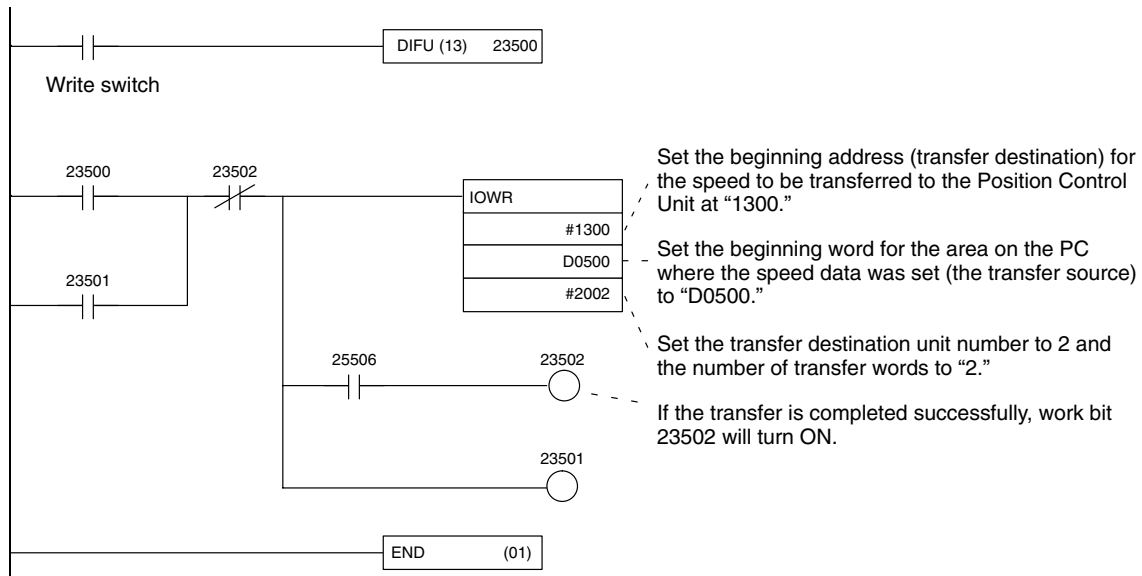 DIFU (13) 23500
Write switch
23500
23502
IOWR
#1300
D0500
#2002
Set the beginning address (transfer destination) for
the speed to be transferred to the Position Control
Unit at “1300.”
Set the beginning word for the area on the PC
where the speed data was set (the transfer source)
to “D0500.”
23501
Set the transfer destination unit number to 2 and
the number of transfer words to “2.”
25506
23502
If the transfer is completed successfully, work bit
23502 will turn ON.
23501
END (01)